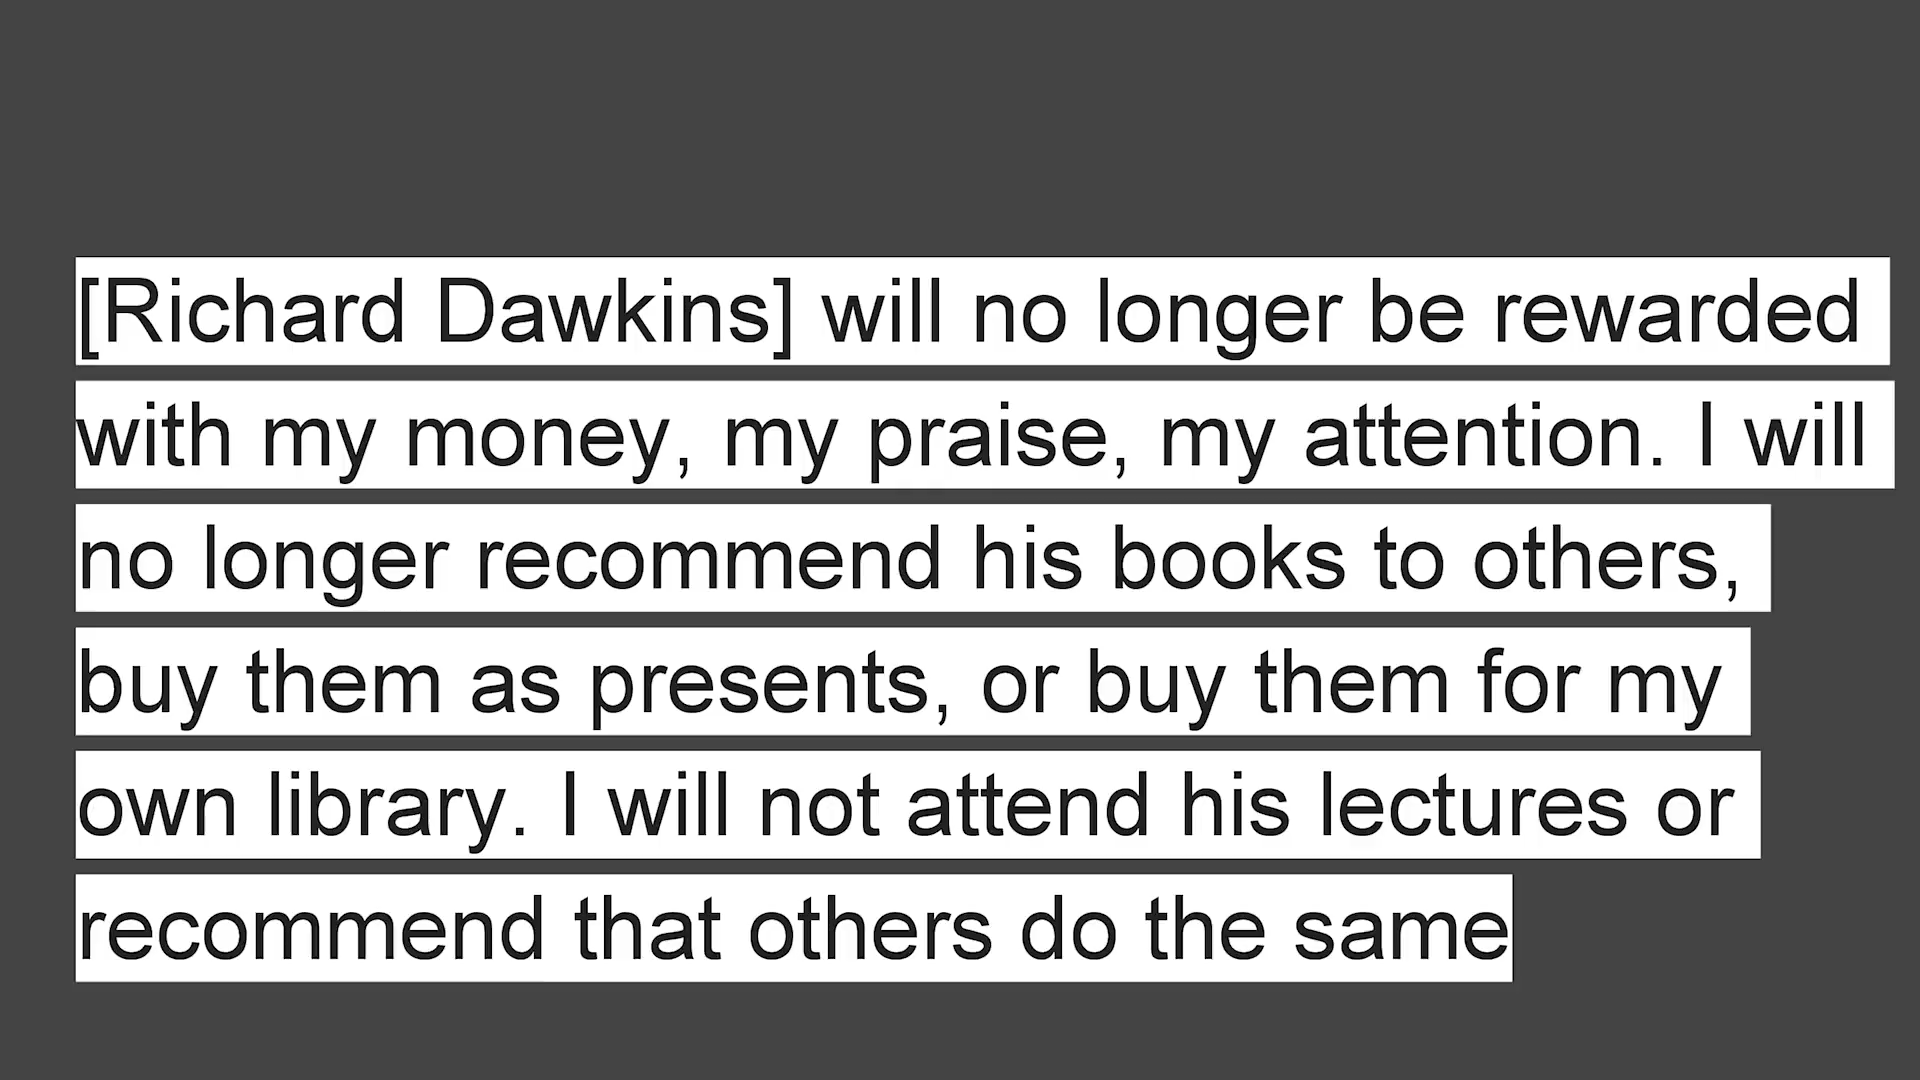 [Richard Dawkins] will no longer be rewarded
with my money, my praise, my attention. I will
no longer recommend his books to others,
buy them as presents, or buy them for my
own library. I will not attend his lectures or
recommend that others do the same